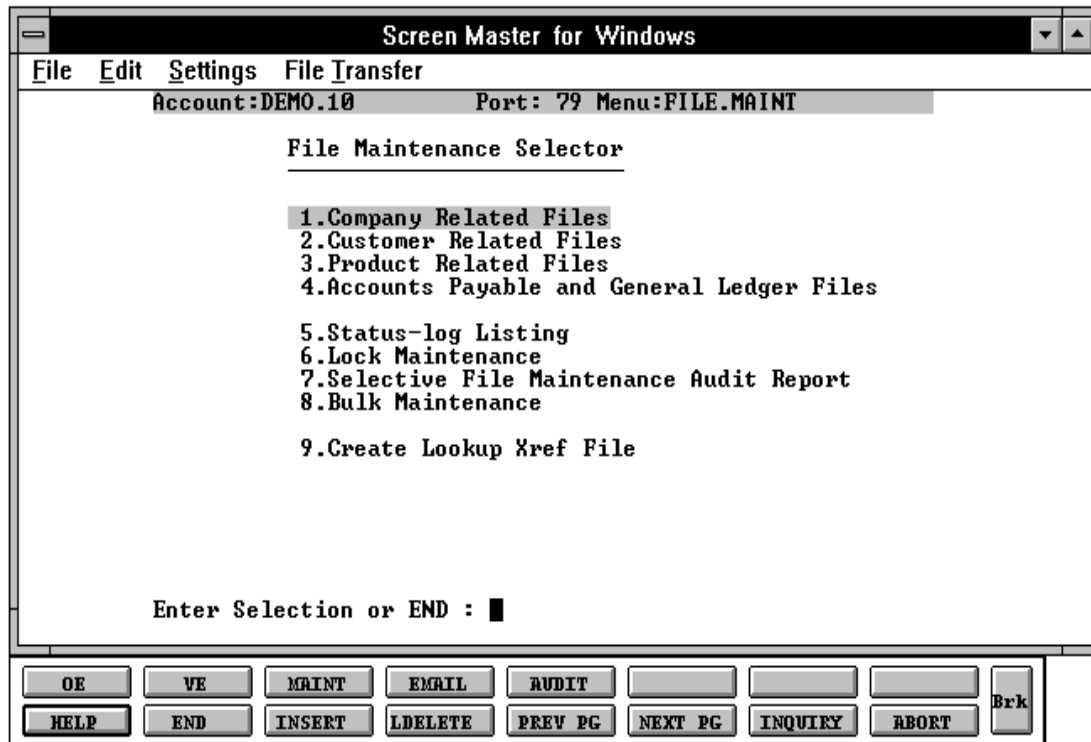 Screen Master for Windows
File Edit Settings File Transfer
Account:DEMO.10 Port: 79 Menu:FILE.MAINT
File Maintenance Selector
1.Company Related Files
2.Customer Related Files
3.Product Related Files
4.Accounts Payable and General Ledger Files
5.Status-log Listing
6.Lock Maintenance
7.Selective File Maintenance Audit Report
8.Bulk Maintenance
9.Create Lookup Xref File
Enter Selection or END :
OE VE MAINT EMAIL AUDIT
HELP END INSERT LDELETE PREV PG NEXT PG INQUIRY ABORT
Brk